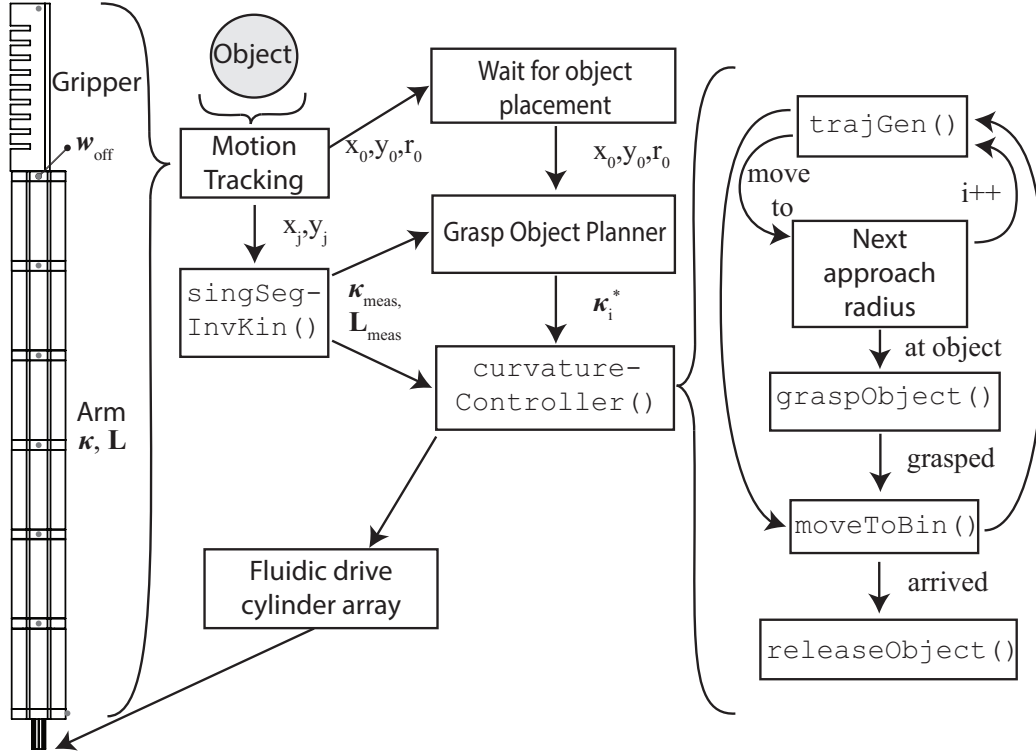 Gripper
w_off
Arm
κ, L
Object
Motion
Tracking
x_0,y_0,r_0
x_j,y_j
singSeg-
InvKin()
κ_meas,
L_meas
Wait for object
placement
x_0,y_0,r_0
Grasp Object Planner
κ_i^*
curvature-
Controller()
Fluidic drive
cylinder array
trajGen()
move
to
i++
Next
approach
radius
at object
graspObject()
grasped
moveToBin()
arrived
releaseObject()